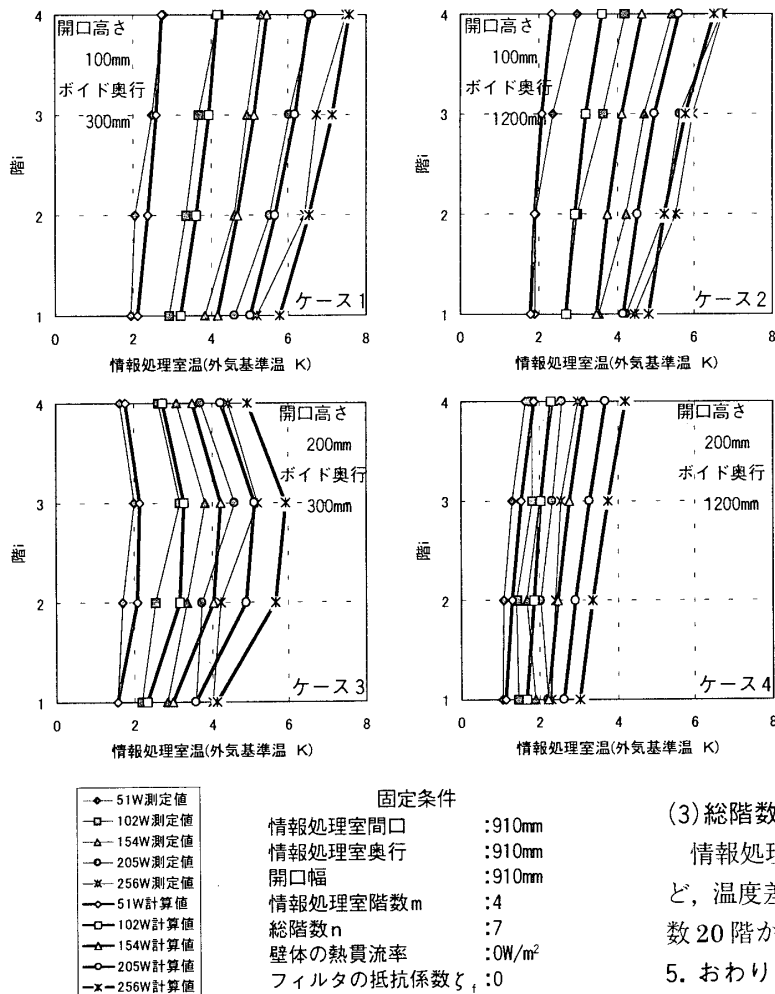 4
3
2
1
階i
開口高さ
100mm
ボイド奥行
300mm
ケース1
0 2 4 6 8
情報処理室温(外気基準温 K)
4
3
2
1
階i
開口高さ
100mm
ボイド奥行
1200mm
ケース2
0 2 4 6 8
情報処理室温(外気基準温 K)
4
3
2
1
階i
開口高さ
200mm
ボイド奥行
300mm
ケース3
0 2 4 6 8
情報処理室温(外気基準温 K)
4
3
2
1
階i
開口高さ
200mm
ボイド奥行
1200mm
ケース4
0 2 4 6 8
情報処理室温(外気基準温 K)
51W測定値
102W測定値
154W測定値
205W測定値
256W測定値
51W計算値
102W計算値
154W計算値
205W計算値
256W計算値
固定条件
情報処理室間口 :910mm
情報処理室奥行 :910mm
開口幅 :910mm
情報処理室階数m :4
総階数n :7
壁体の熱貫流率 :0W/m²
フィルタの抵抗係数ζf :0
(3)総階数
情報処理
ど，温度差
数20階か
5. おわり